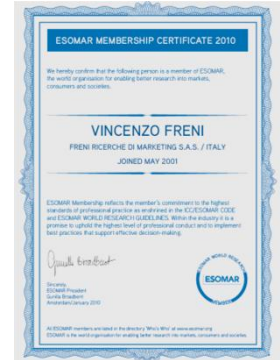 ESOMAR MEMBERSHIP CERTIFICATE 2010
We hereby confirm that the following person is a member of ESOMAR,
the world organisation for enabling better research into markets,
consumers and societies.
VINCENZO FRENI
FRENI RICERCHE DI MARKETING S.A.S. / ITALY
JOINED MAY 2001
ESOMAR Membership reflects the member's commitment to the highest
standards of professional practice as enshrined in the ICC/ESOMAR CODE
and ESOMAR WORLD RESEARCH GUIDELINES. Within the industry it is a
promise to uphold the highest level of professional conduct and to implement
best practices that support effective decision-making.
Gunilla Broadbent
Sincerely,
ESOMAR President
Gunilla Broadbent
Amsterdam/January 2010
WORLD RESEARCH
ESOMAR
All ESOMAR members are listed in the directory 'Who's Who' at www.esomar.org
ESOMAR is the world organisation for enabling better research into markets, consumers and societies